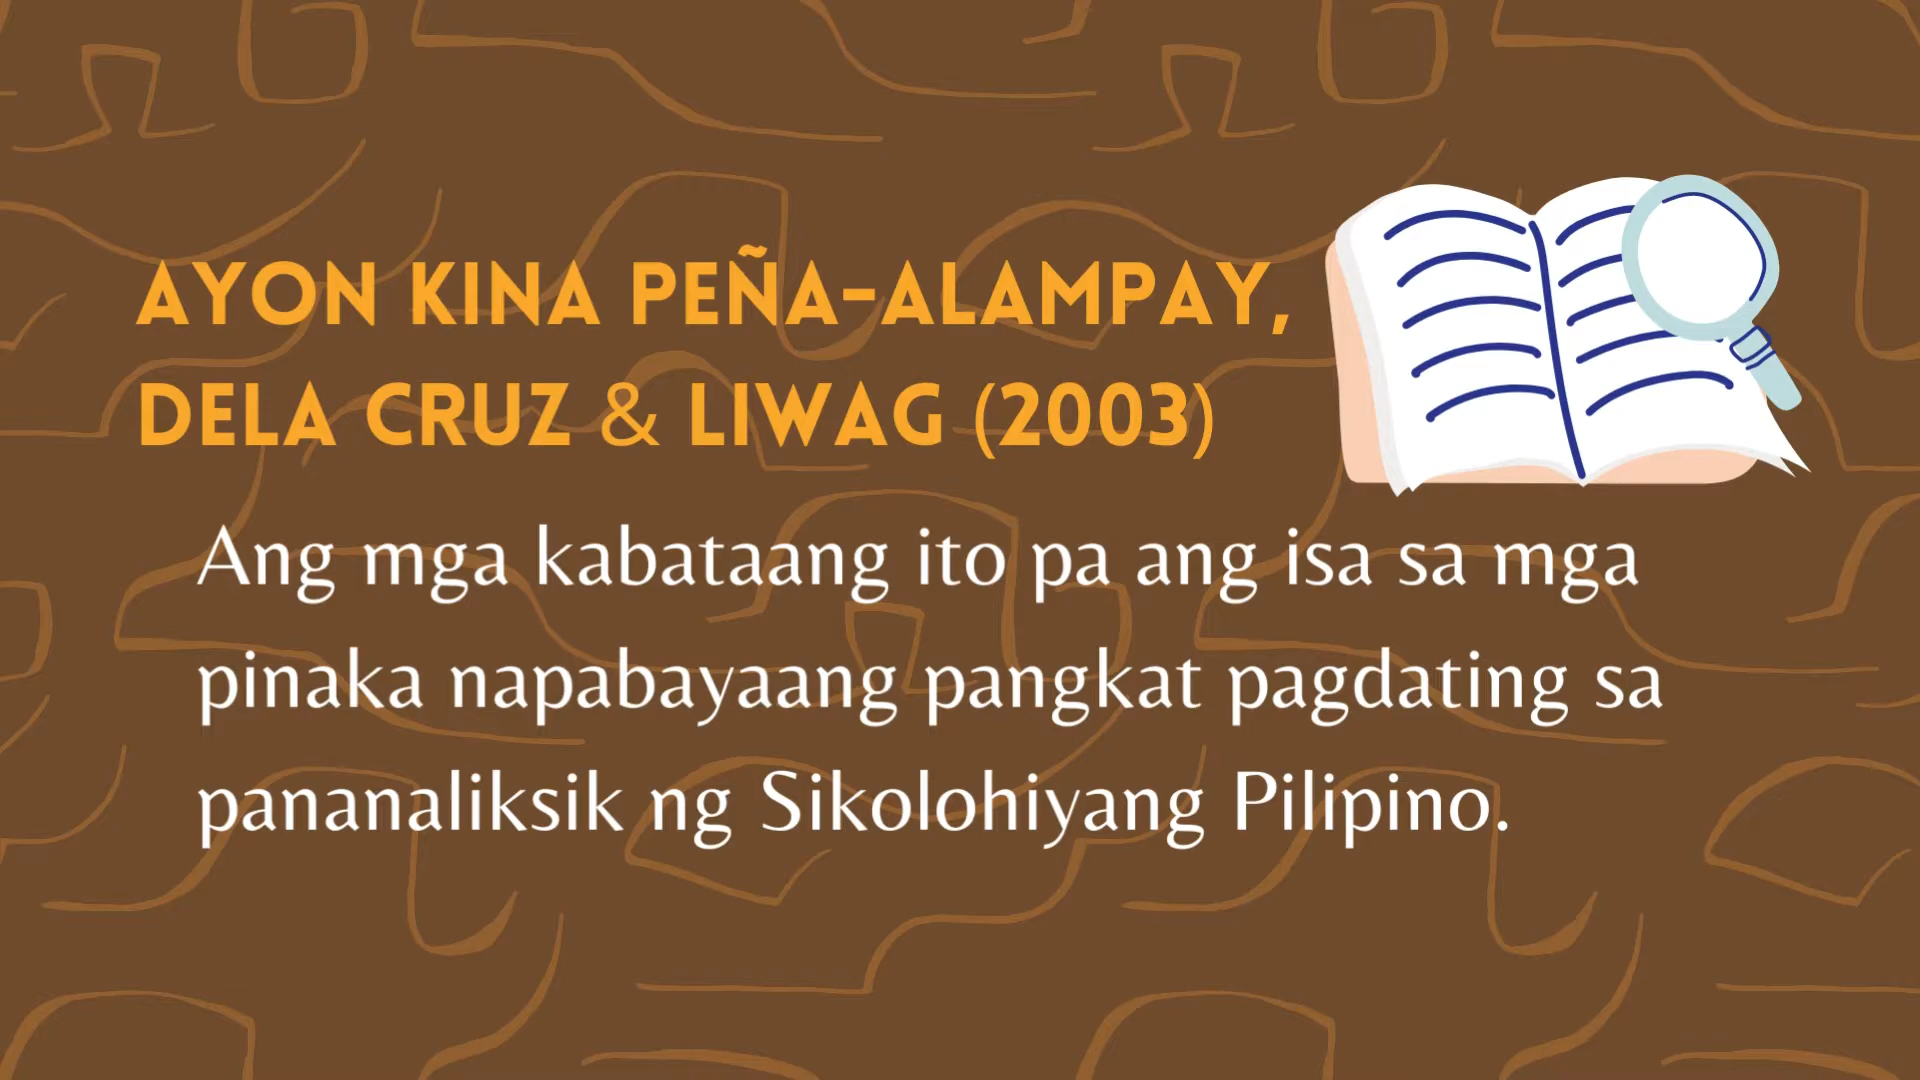 AYON KINA PEÑA-ALAMPAY,
DELA CRUZ & LIWAG (2003)
Ang mga kabataang ito pa ang isa sa mga
pinaka napabayaang pangkat pagdating sa
pananaliksik ng Sikolohiyang Pilipino.